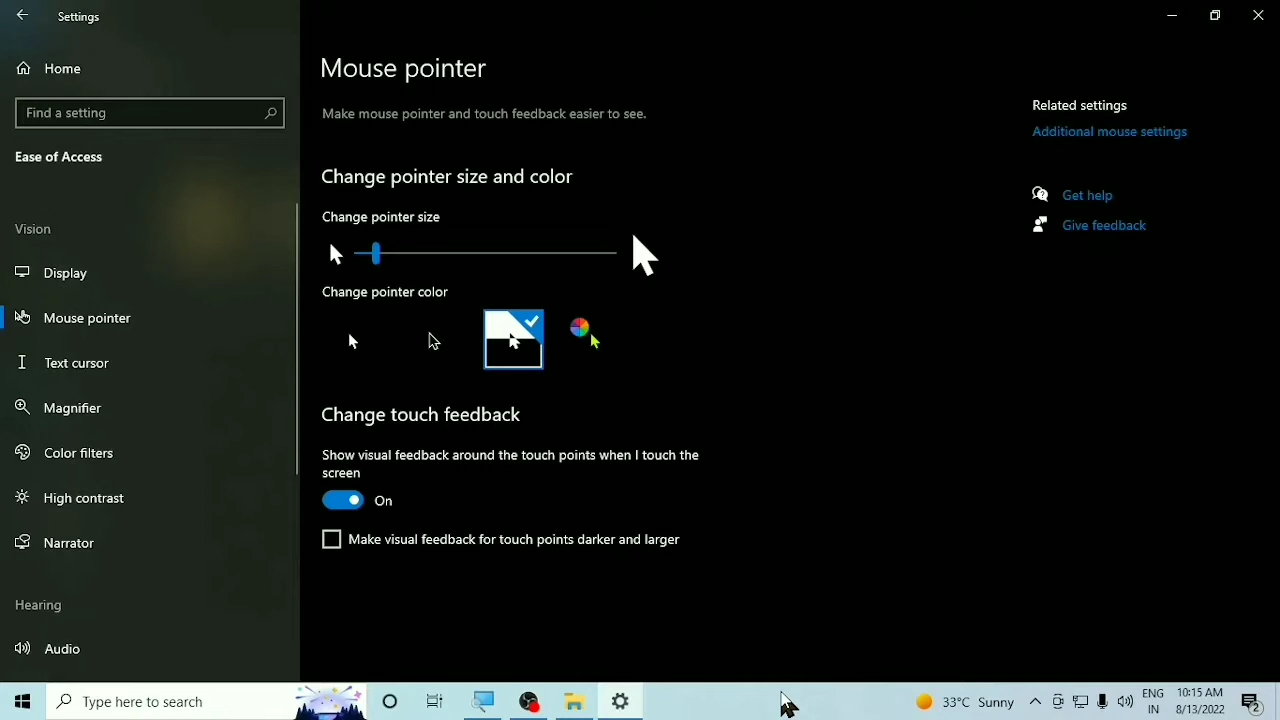 Settings
Home
Find a setting
Ease of Access
Vision
Display
Mouse pointer
Text cursor
Magnifier
Color filters
High contrast
Narrator
Hearing
Audio
Mouse pointer
Make mouse pointer and touch feedback easier to see.
Change pointer size and color
Change pointer size
Change pointer color
Change touch feedback
Show visual feedback around the touch points when I touch the
screen
On
Make visual feedback for touch points darker and larger
Related settings
Additional mouse settings
Get help
Give feedback
Type here to search
33°C Sunny
ENG
IN
10:15 AM
8/13/2022
2